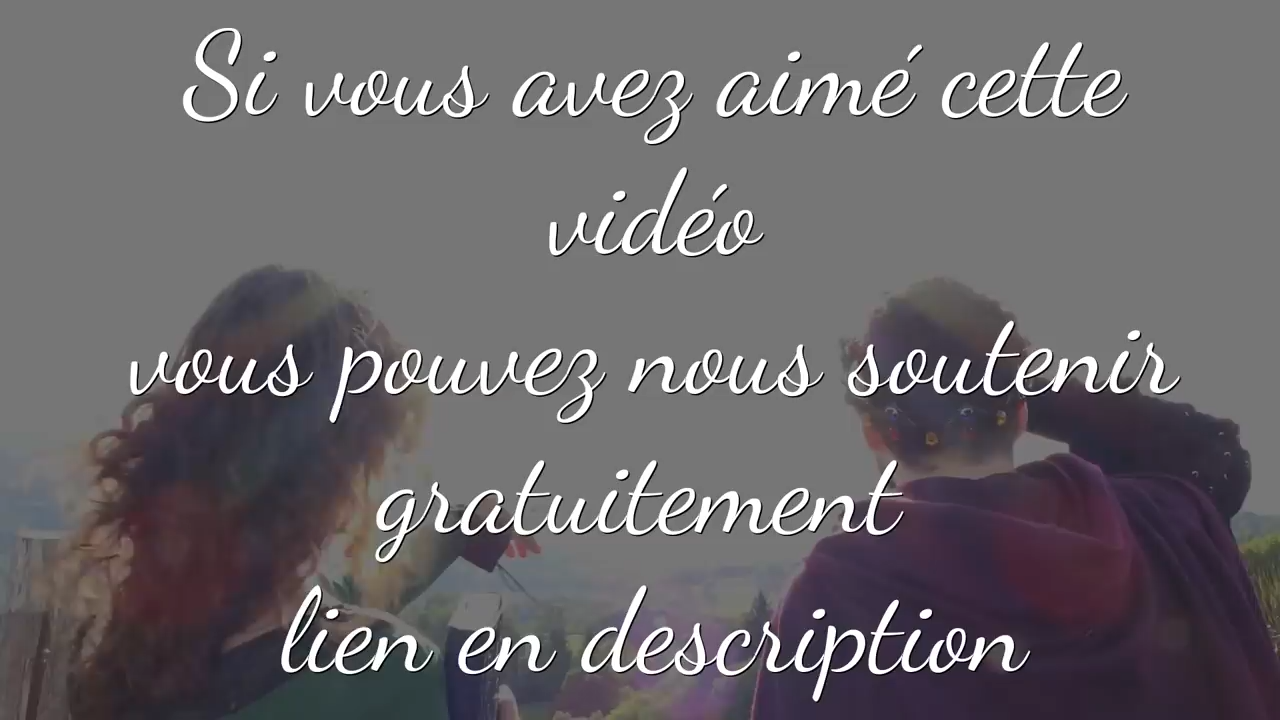 Si vous avez aimé cette
vidéo
vous pouvez nous soutenir
gratuitement
lien en description